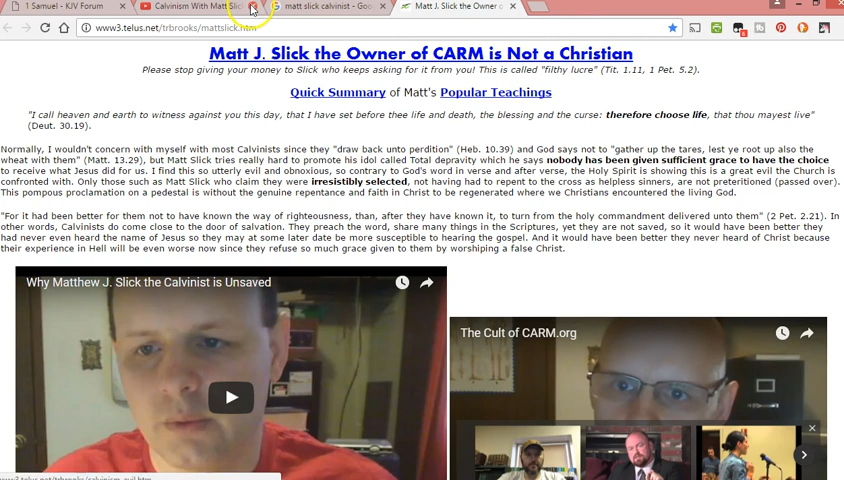 1 Samuel - KJV Forum
Calvinism With Matt Slick
matt slick calvinist - Goo
Matt J. Slick the Owner o
www3.telus.net/trbrooks/mattslick.htm
Matt J. Slick the Owner of CARM is Not a Christian
Please stop giving your money to Slick who keeps asking for it from you! This is called "filthy lucre" (Tit. 1.11, 1 Pet. 5.2).
Quick Summary of Matt's Popular Teachings
"I call heaven and earth to witness against you this day, that I have set before thee life and death, the blessing and the curse: therefore choose life, that thou mayest live"
(Deut. 30.19).
Normally, I wouldn't concern with myself with most Calvinists since they "draw back unto perdition" (Heb. 10.39) and God says not to "gather up the tares, lest ye root up also the
wheat with them" (Matt. 13.29), but Matt Slick tries really hard to promote his idol called Total depravity which he says nobody has been given sufficient grace to have the choice
to receive what Jesus did for us. I find this so utterly evil and obnoxious, so contrary to God's word in verse and after verse, the Holy Spirit is showing this is a great evil the Church is
confronted with. Only those such as Matt Slick who claim they were irresistibly selected, not having had to repent to the cross as helpless sinners, are not preteritioned (passed over).
This pompous proclamation on a pedestal is without the genuine repentance and faith in Christ to be regenerated where we Christians encountered the living God.
"For it had been better for them not to have known the way of righteousness, than, after they have known it, to turn from the holy commandment delivered unto them" (2 Pet. 2.21). In
other words, Calvinists do come close to the door of salvation. They preach the word, share many things in the Scriptures, yet they are not saved, so it would have been better they
had never even heard the name of Jesus so they may at some later date be more susceptible to hearing the gospel. And it would have been better they never heard of Christ because
their experience in Hell will be even worse now since they refuse so much grace given to them by worshiping a false Christ.
Why Matthew J. Slick the Calvinist is Unsaved
The Cult of CARM.org
www3.telus.net/trbrooks/calvinism_evil.htm